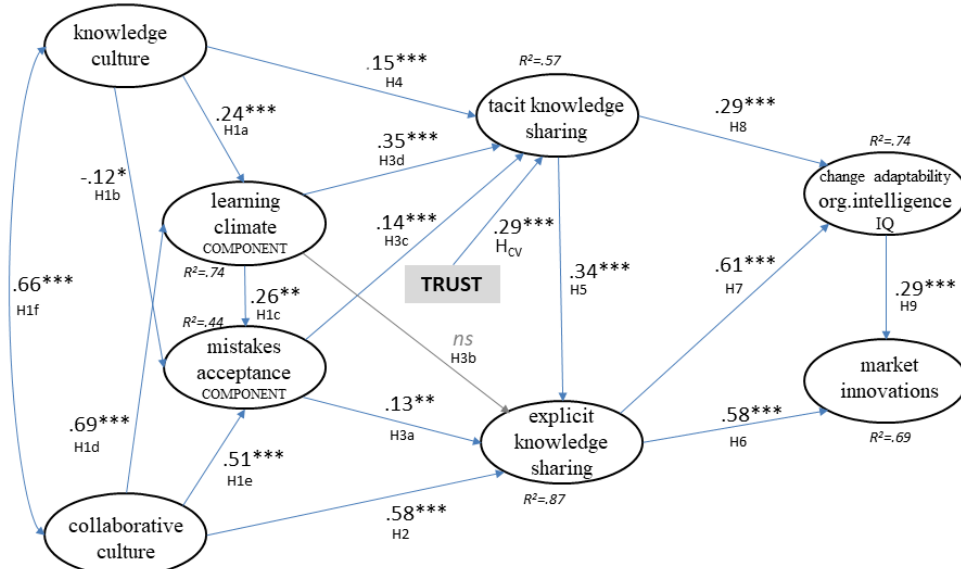 knowledge
culture
.15***
H4
R²=.57
tacit knowledge
sharing
.24***
H1a
.35***
H3d
.29***
H8
R²=.74
change adaptability
org.intelligence
IQ
-.12*
H1b
learning
climate
COMPONENT
R²=.74
.14***
H3c
.29***
HCV
TRUST
.34***
H5
.61***
H7
.66***
H1f
.26**
H1c
.29***
H9
R²=.44
mistakes
acceptance
COMPONENT
ns
H3b
market
innovations
R²=.69
.69***
H1d
.13**
H3a
explicit
knowledge
sharing
R²=.87
.58***
H6
.51***
H1e
.58***
H2
collaborative
culture